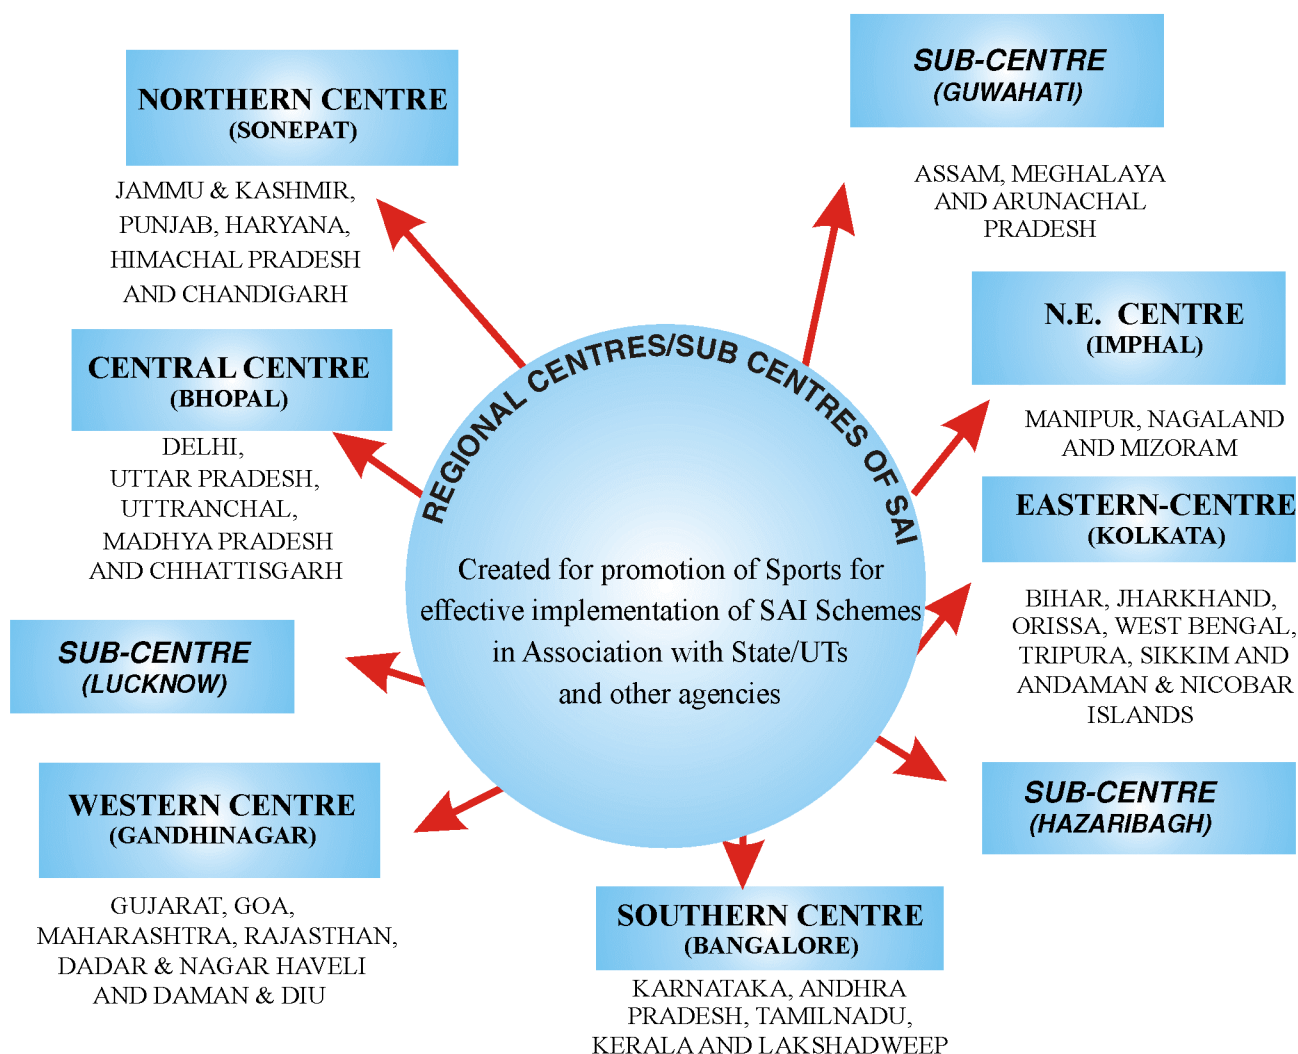 NORTHERN CENTRE
(SONEPAT)
JAMMU & KASHMIR,
PUNJAB, HARYANA,
HIMACHAL PRADESH
AND CHANDIGARH
CENTRAL CENTRE
(BHOPAL)
DELHI,
UTTAR PRADESH,
UTTRANCHAL,
MADHYA PRADESH
AND CHHATTISGARH
SUB-CENTRE
(LUCKNOW)
WESTERN CENTRE
(GANDHINAGAR)
GUJARAT, GOA,
MAHARASHTRA, RAJASTHAN,
DADAR & NAGAR HAVELI
AND DAMAN & DIU
REGIONAL CENTRES/SUB CENTRES OF SAI
Created for promotion of Sports for
effective implementation of SAI Schemes
in Association with State/UTs
and other agencies
SOUTHERN CENTRE
(BANGALORE)
KARNATAKA, ANDHRA
PRADESH, TAMILNADU,
KERALA AND LAKSHADWEEP
SUB-CENTRE
(GUWAHATI)
ASSAM, MEGHALAYA
AND ARUNACHAL
PRADESH
N.E. CENTRE
(IMPHAL)
MANIPUR, NAGALAND
AND MIZORAM
EASTERN-CENTRE
(KOLKATA)
BIHAR, JHARKHAND,
ORISSA, WEST BENGAL,
TRIPURA, SIKKIM AND
ANDAMAN & NICOBAR
ISLANDS
SUB-CENTRE
(HAZARIBAGH)